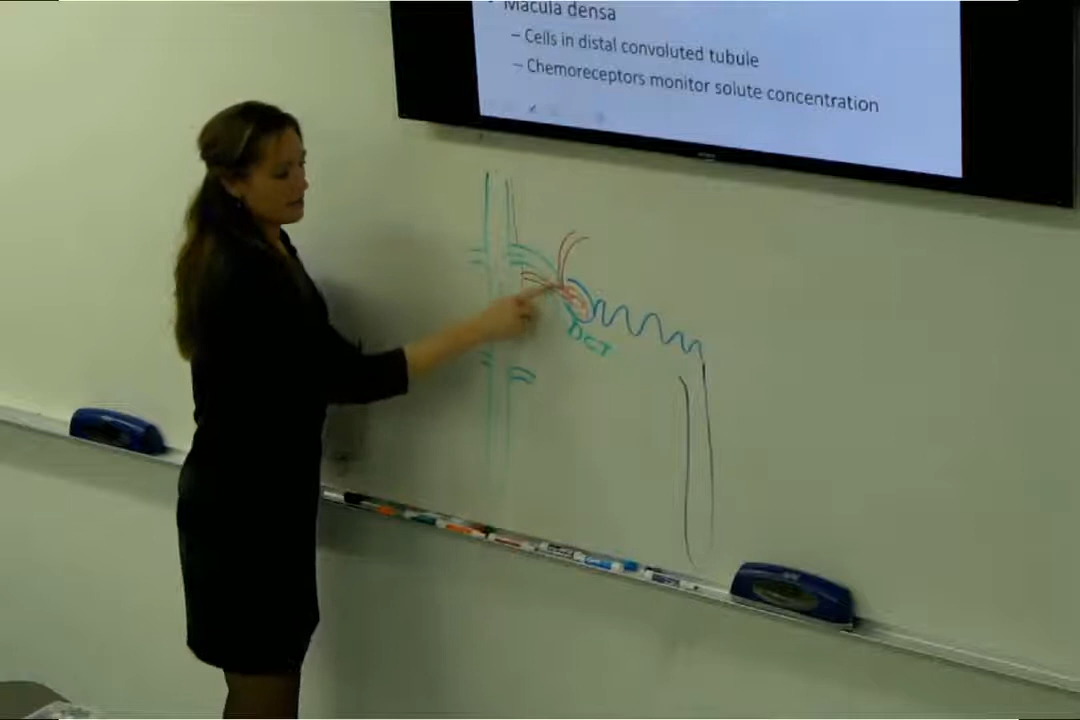 • Macula densa
– Cells in distal convoluted tubule
– Chemoreceptors monitor solute concentration
DCT